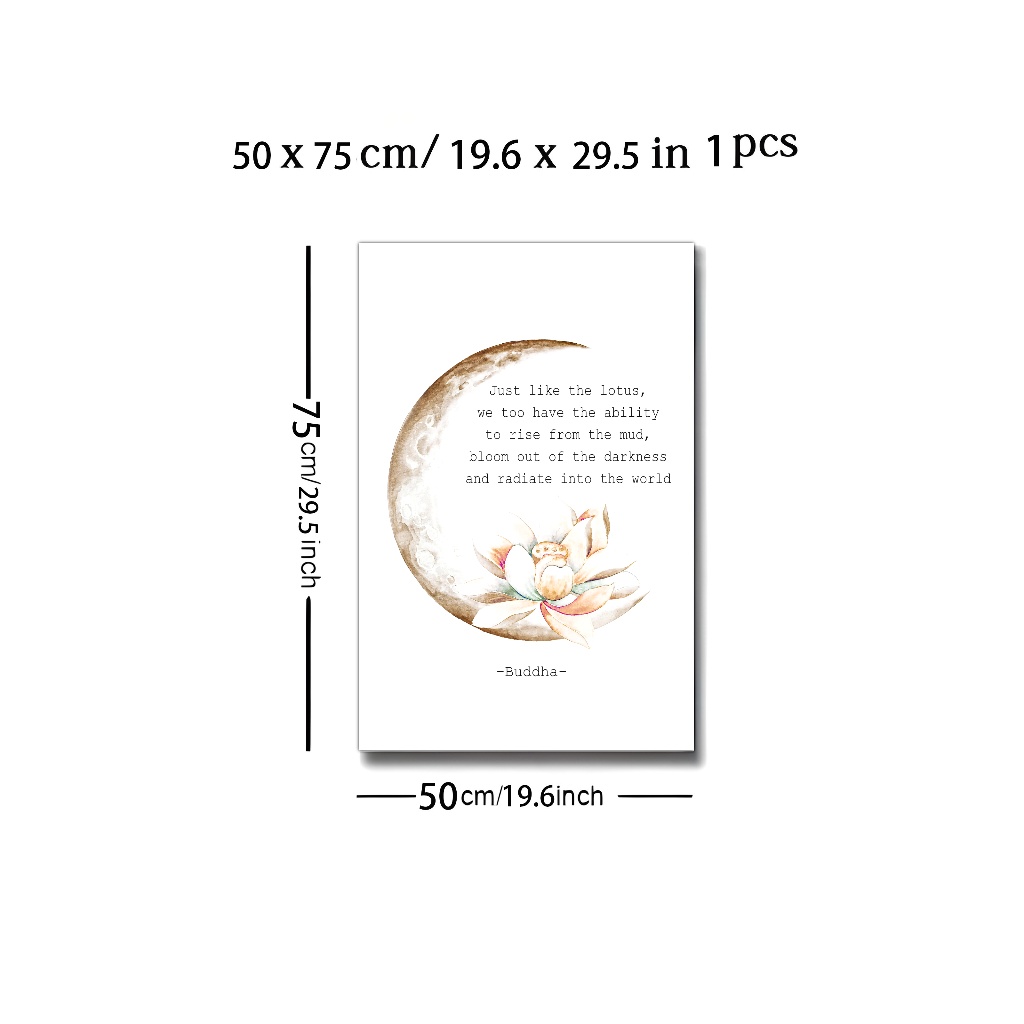 50 x 75 cm/ 19.6 x 29.5 in 1 pcs
75cm/29.5inch
Just like the lotus,
we too have the ability
to rise from the mud,
bloom out of the darkness
and radiate into the world
-Buddha-
50cm/19.6inch